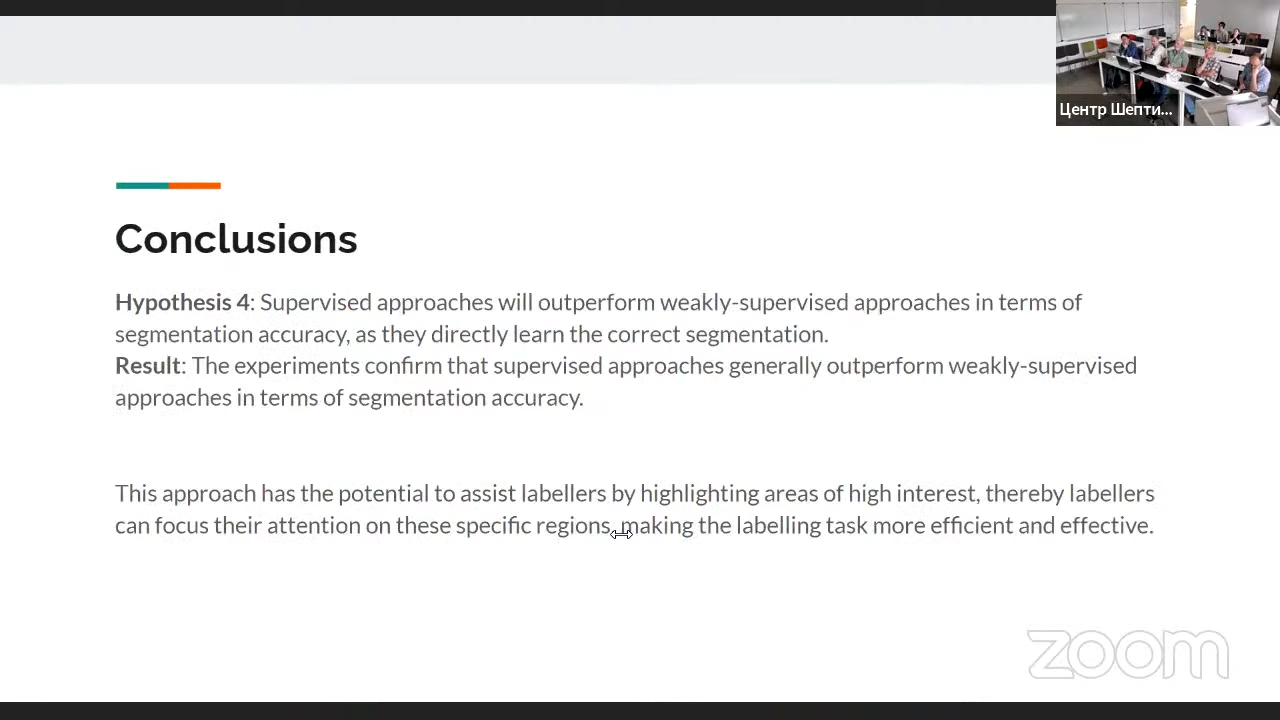 Центр Шепти...
Conclusions
Hypothesis 4: Supervised approaches will outperform weakly-supervised approaches in terms of
segmentation accuracy, as they directly learn the correct segmentation.
Result: The experiments confirm that supervised approaches generally outperform weakly-supervised
approaches in terms of segmentation accuracy.
This approach has the potential to assist labellers by highlighting areas of high interest, thereby labellers
can focus their attention on these specific regions, making the labelling task more efficient and effective.
zoom